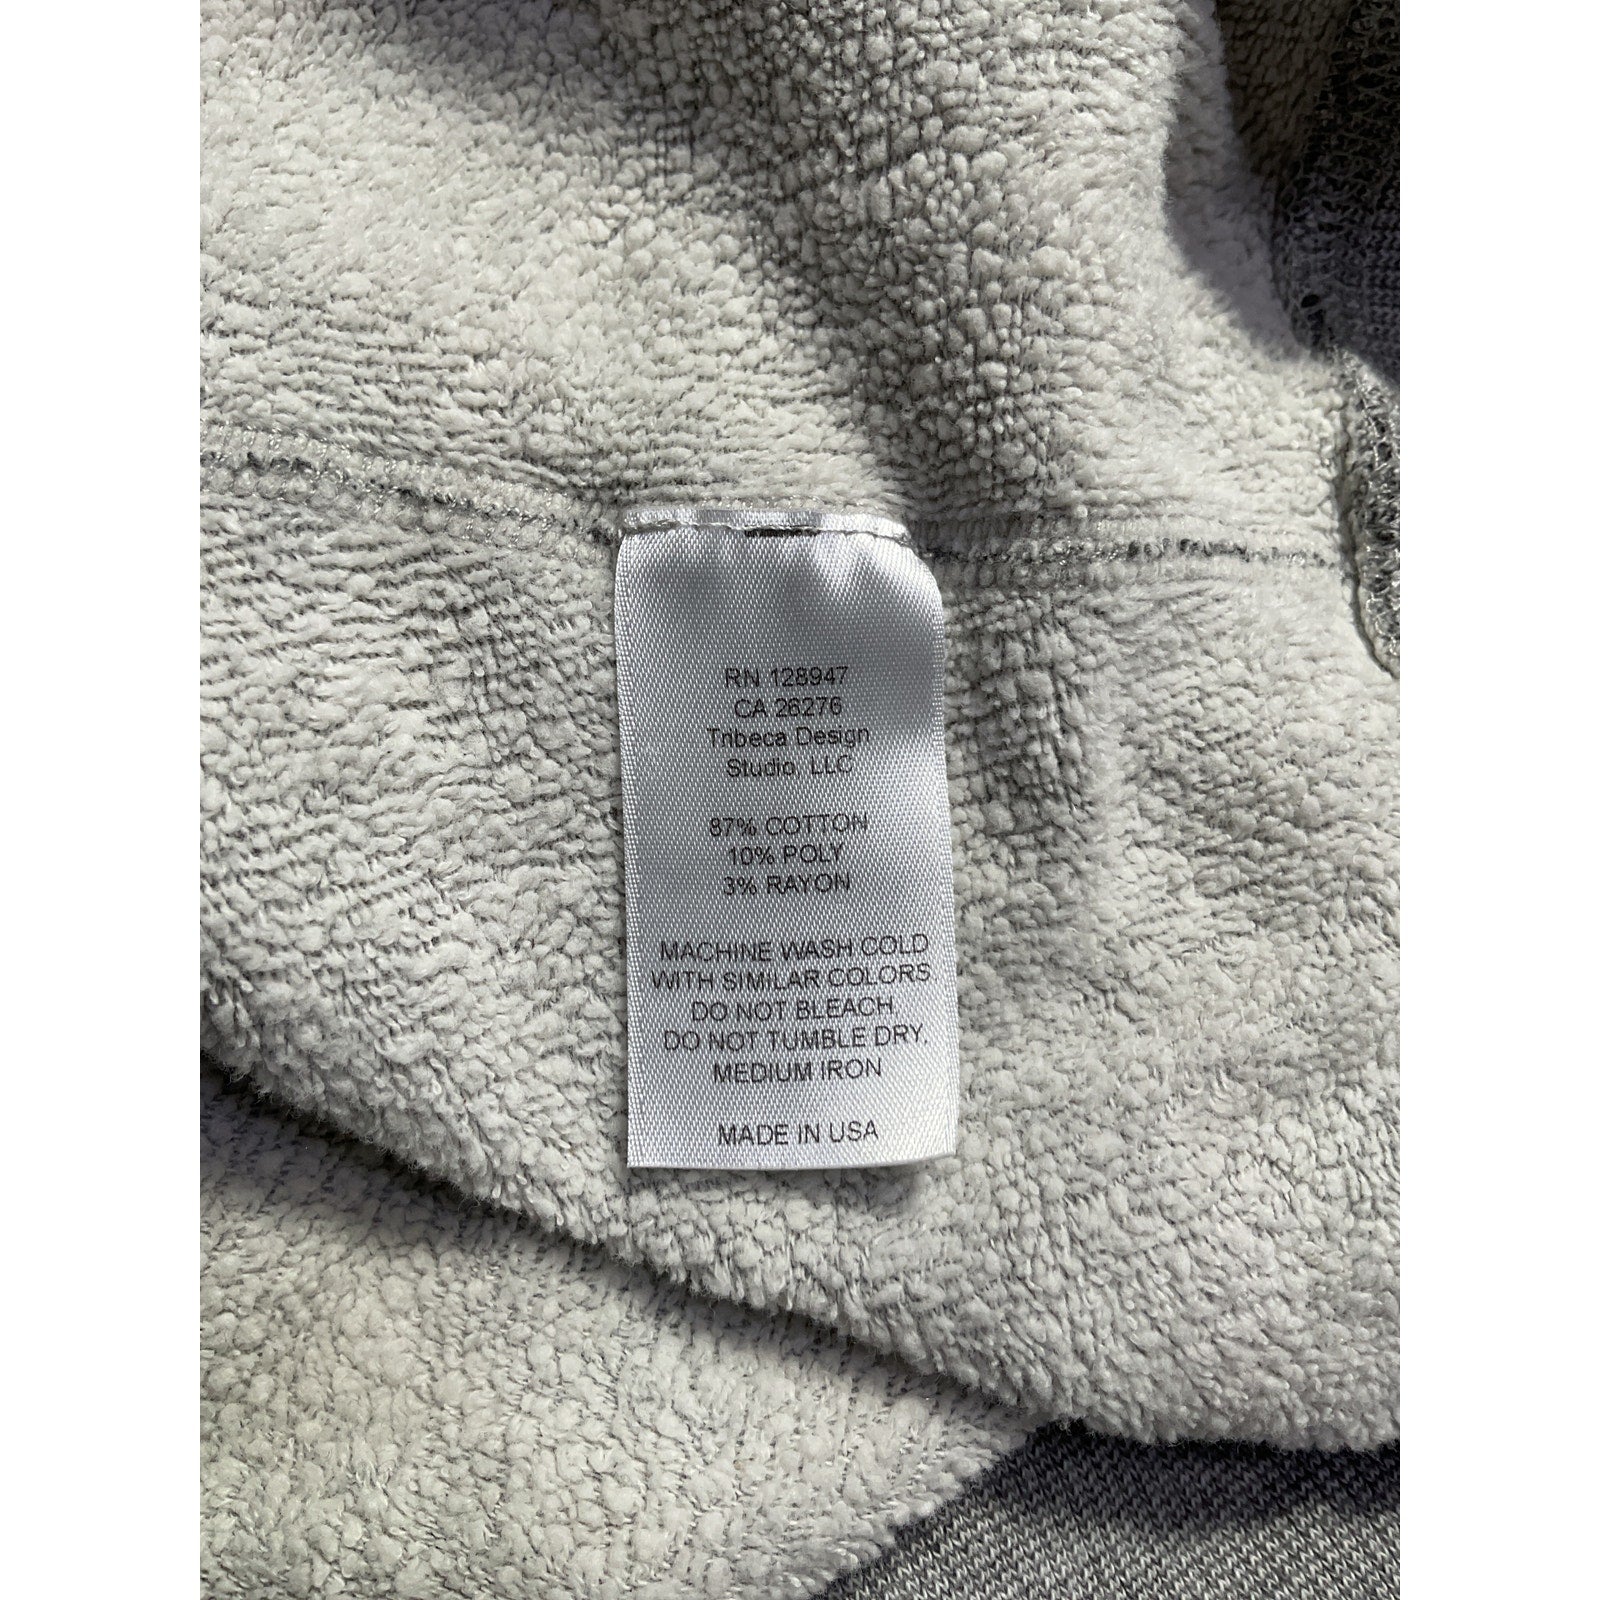 RN 128947
CA 26276
Tribeca Design
Studio, LLC
87% COTTON
10% POLY
3% RAYON
MACHINE WASH COLD
WITH SIMILAR COLORS
DO NOT BLEACH.
DO NOT TUMBLE DRY.
MEDIUM IRON
MADE IN USA